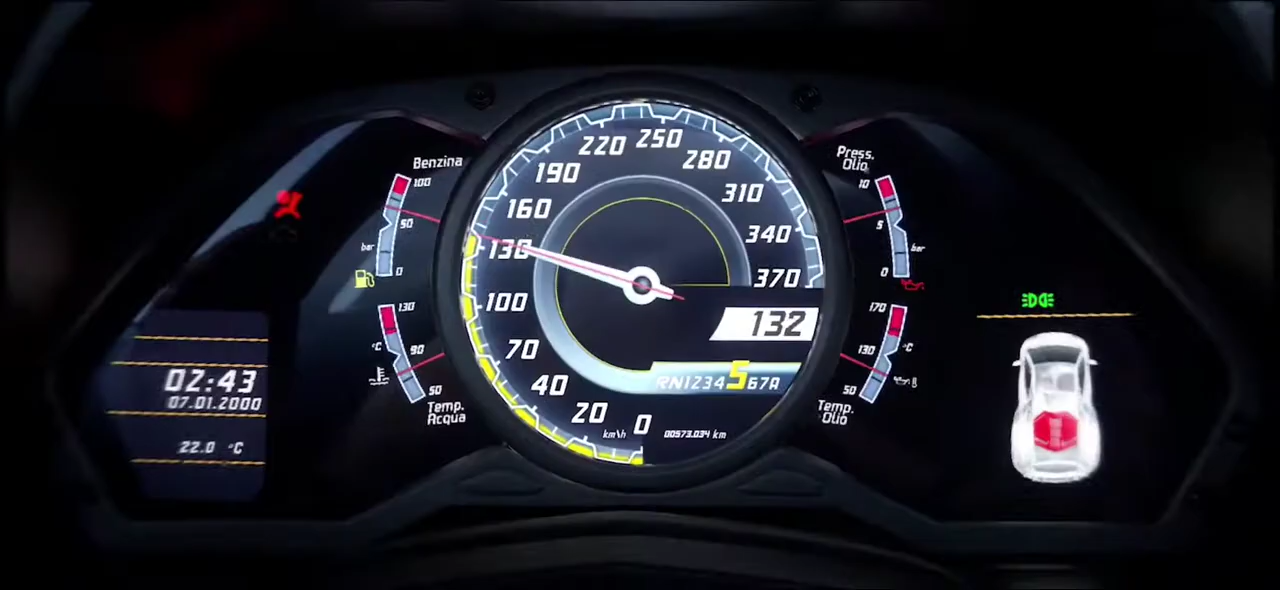 Benzina
100
50
bar
0
130
°C
90
50
Temp.
Acqua
02:43
07.01.2000
22.0 °C
250
220
280
190
310
160
340
130
370
100
132
70
RN1234567A
40
20
0
km\h
00573.034 km
Press.
Olio
10
5
bar
0
170
°C
130
50
Temp.
Olio